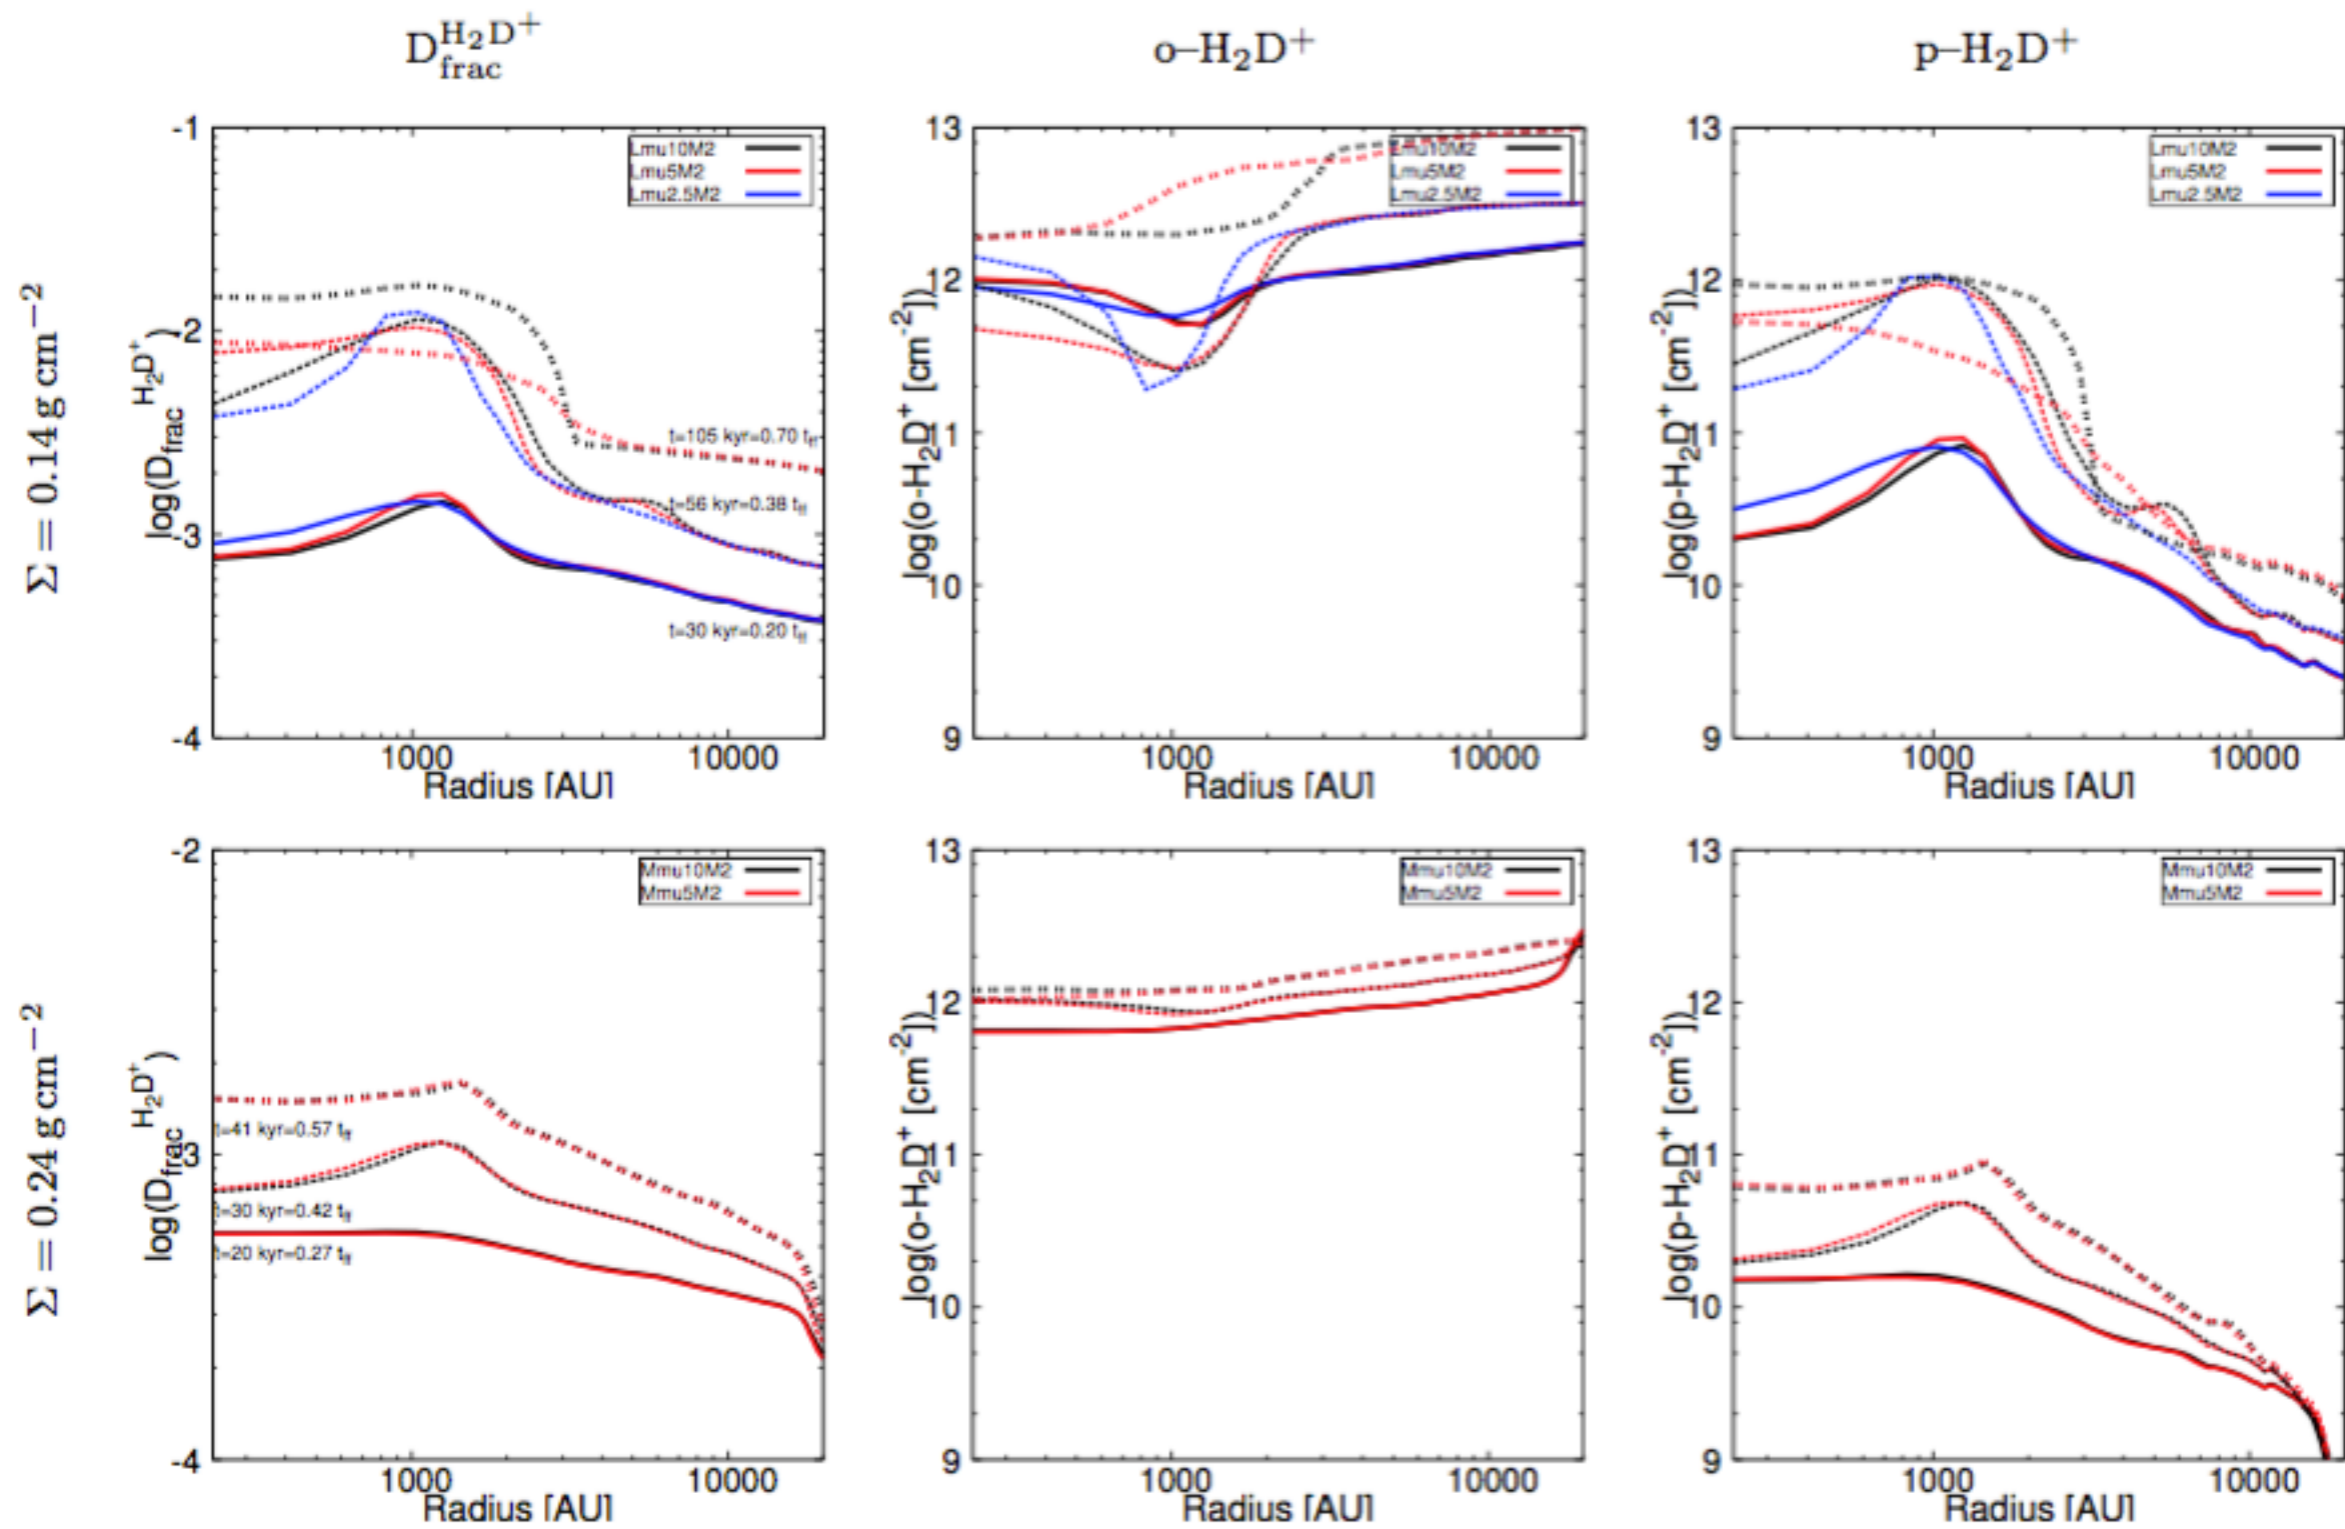 D_frac^{H₂D⁺} o–H₂D⁺ p–H₂D⁺
Σ = 0.14 g cm⁻²
log(D_frac^{H₂D⁺})
-1
-2
-3
-4
Lmu10M2
Lmu5M2
Lmu2.5M2
t=105 kyr=0.70 t_ff
t=56 kyr=0.38 t_ff
t=30 kyr=0.20 t_ff
1000 10000
Radius [AU]
log(o-H₂D⁺ [cm⁻²])
13
12
11
10
9
Lmu10M2
Lmu5M2
Lmu2.5M2
1000 10000
Radius [AU]
log(p-H₂D⁺ [cm⁻²])
13
12
11
10
9
Lmu10M2
Lmu5M2
Lmu2.5M2
1000 10000
Radius [AU]
Σ = 0.24 g cm⁻²
log(D_frac^{H₂D⁺})
-2
-3
-4
Mmu10M2
Mmu5M2
t=41 kyr=0.57 t_ff
t=30 kyr=0.42 t_ff
t=20 kyr=0.27 t_ff
1000 10000
Radius [AU]
log(o-H₂D⁺ [cm⁻²])
13
12
11
10
9
Mmu10M2
Mmu5M2
1000 10000
Radius [AU]
log(p-H₂D⁺ [cm⁻²])
13
12
11
10
9
Mmu10M2
Mmu5M2
1000 10000
Radius [AU]